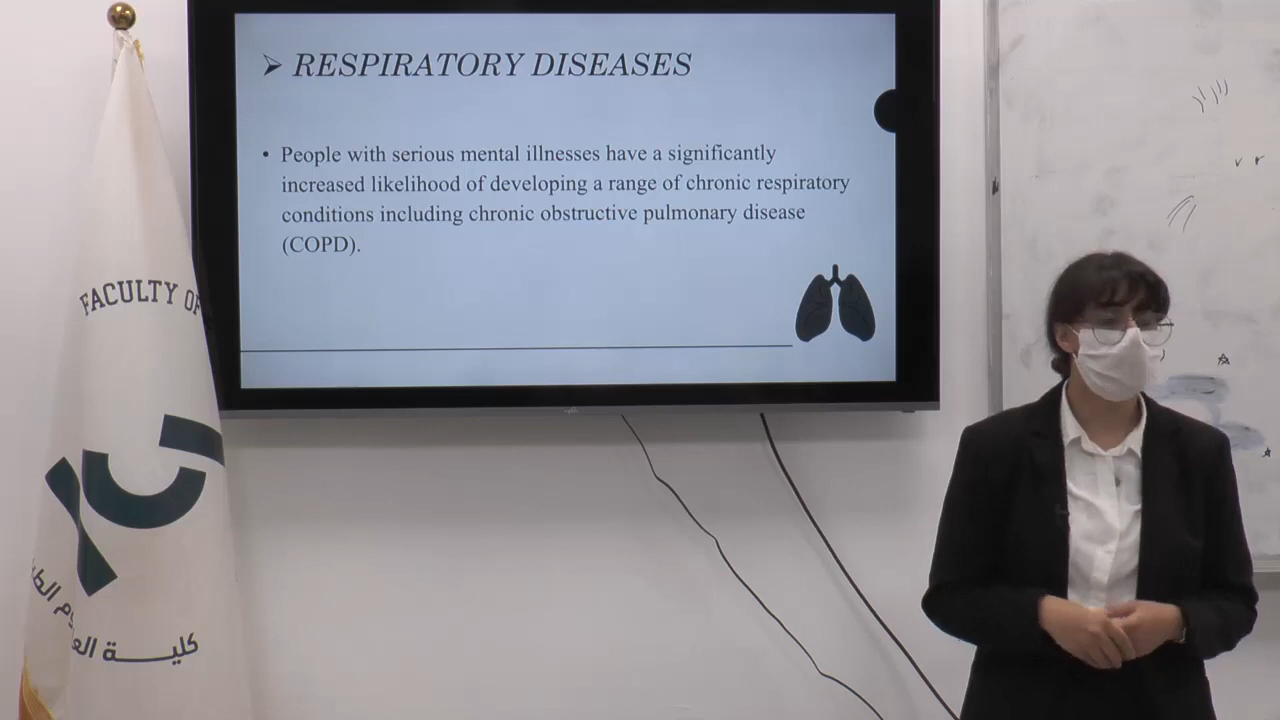 ➢ RESPIRATORY DISEASES
• People with serious mental illnesses have a significantly
increased likelihood of developing a range of chronic respiratory
conditions including chronic obstructive pulmonary disease
(COPD).
FACULTY OF
كلية